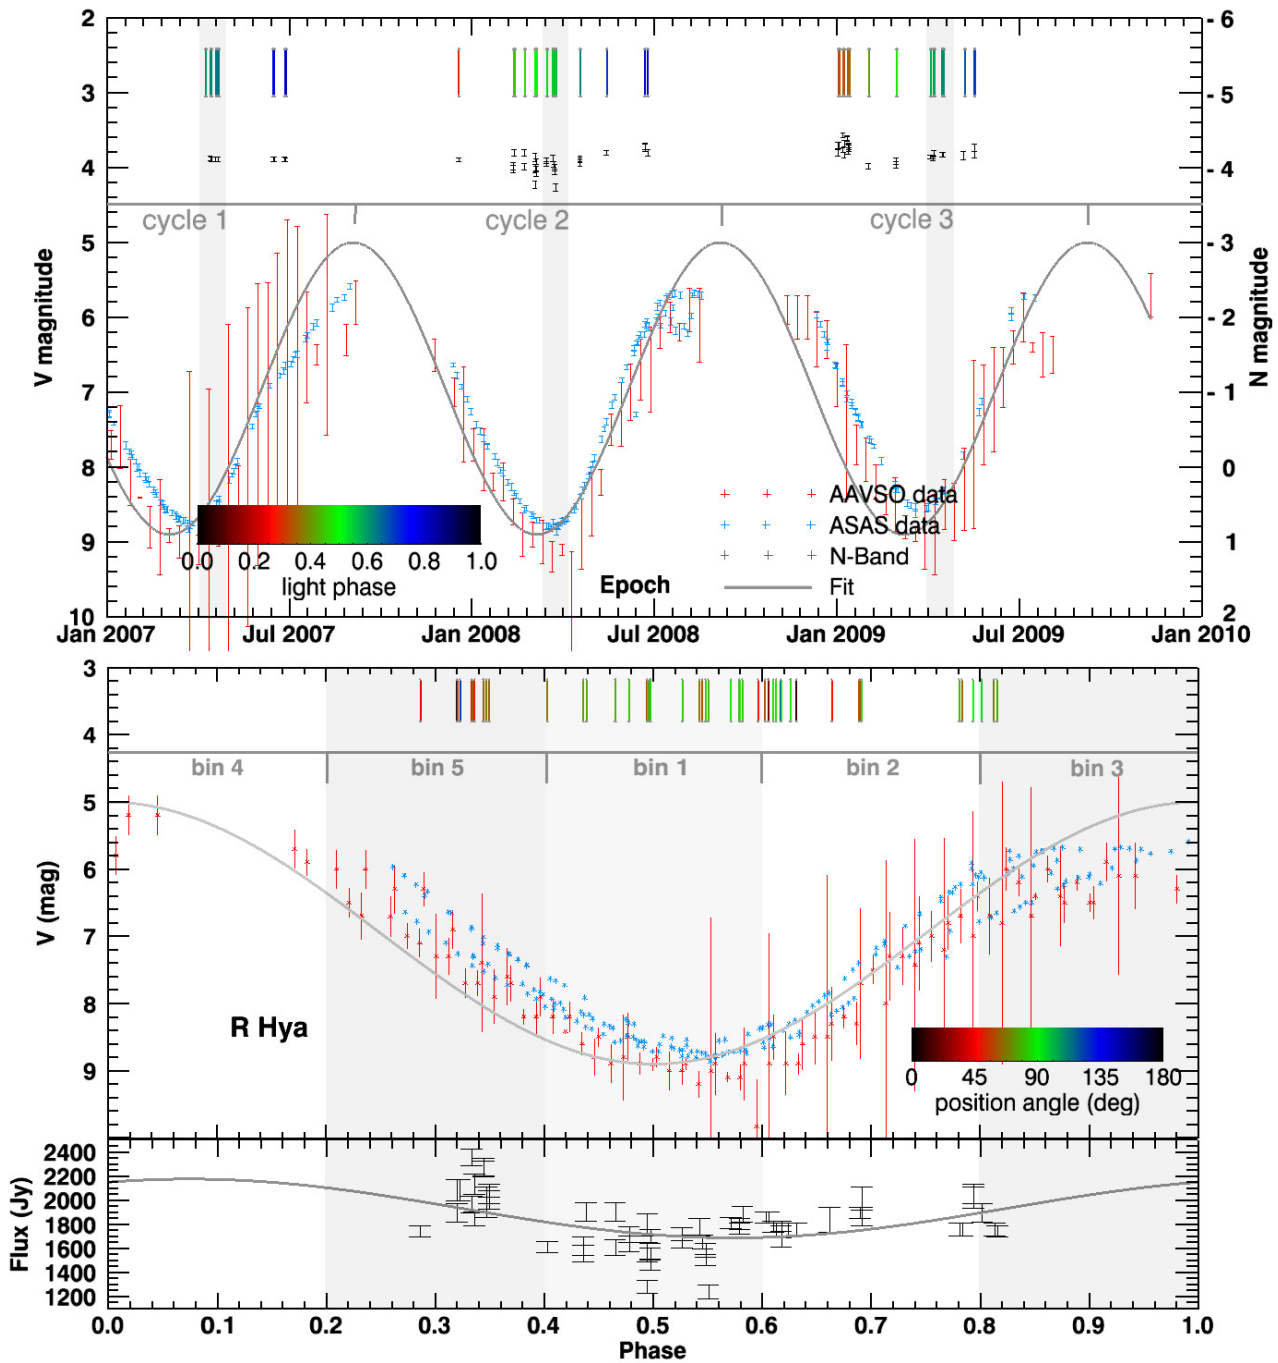 2 - 6
3 - 5
4 - 4
cycle 1 cycle 2 cycle 3
5 - 3
6 - 2
7 - 1
8 0
9 1
10 2
V magnitude
N magnitude
AAVSO data
ASAS data
N-Band
Fit
0.0 0.2 0.4 0.6 0.8 1.0
light phase
Epoch
Jan 2007 Jul 2007 Jan 2008 Jul 2008 Jan 2009 Jul 2009 Jan 2010
3
4
bin 4 bin 5 bin 1 bin 2 bin 3
5
6
7
8
9
V (mag)
R Hya
0 45 90 135 180
position angle (deg)
2400
2200
2000
1800
1600
1400
1200
Flux (Jy)
0.0 0.1 0.2 0.3 0.4 0.5 0.6 0.7 0.8 0.9 1.0
Phase